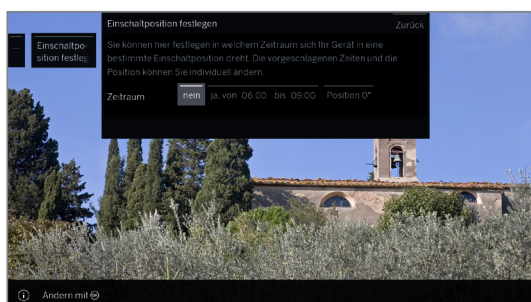 Einschaltposition festlegen
Zurück
...
Einschaltpo-
sition festleg
Sie können hier festlegen in welchem Zeitraum sich Ihr Gerät in eine
bestimmte Einschaltposition dreht. Die vorgeschlagenen Zeiten und die
Position können Sie individuell ändern.
Zeitraum nein ja, von 06:00 bis 09:00 Position 0°
i Ändern mit OK